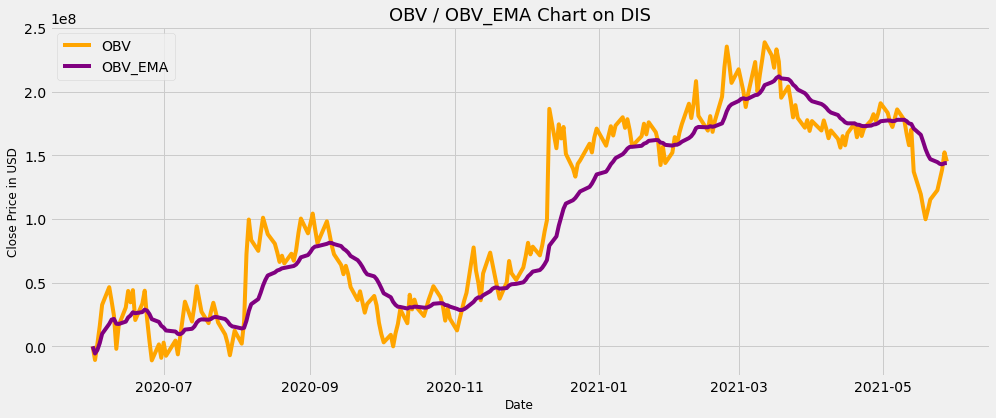 OBV / OBV_EMA Chart on DIS
1e8
2.5
2.0
1.5
1.0
0.5
0.0
Close Price in USD
OBV
OBV_EMA
2020-07 2020-09 2020-11 2021-01 2021-03 2021-05
Date